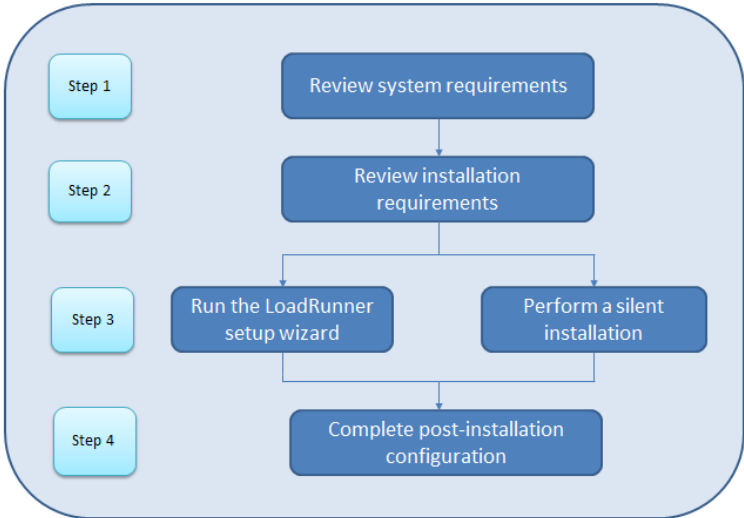 Step 1
Review system requirements
Step 2
Review installation
requirements
Step 3
Run the LoadRunner
setup wizard
Perform a silent
installation
Step 4
Complete post-installation
configuration